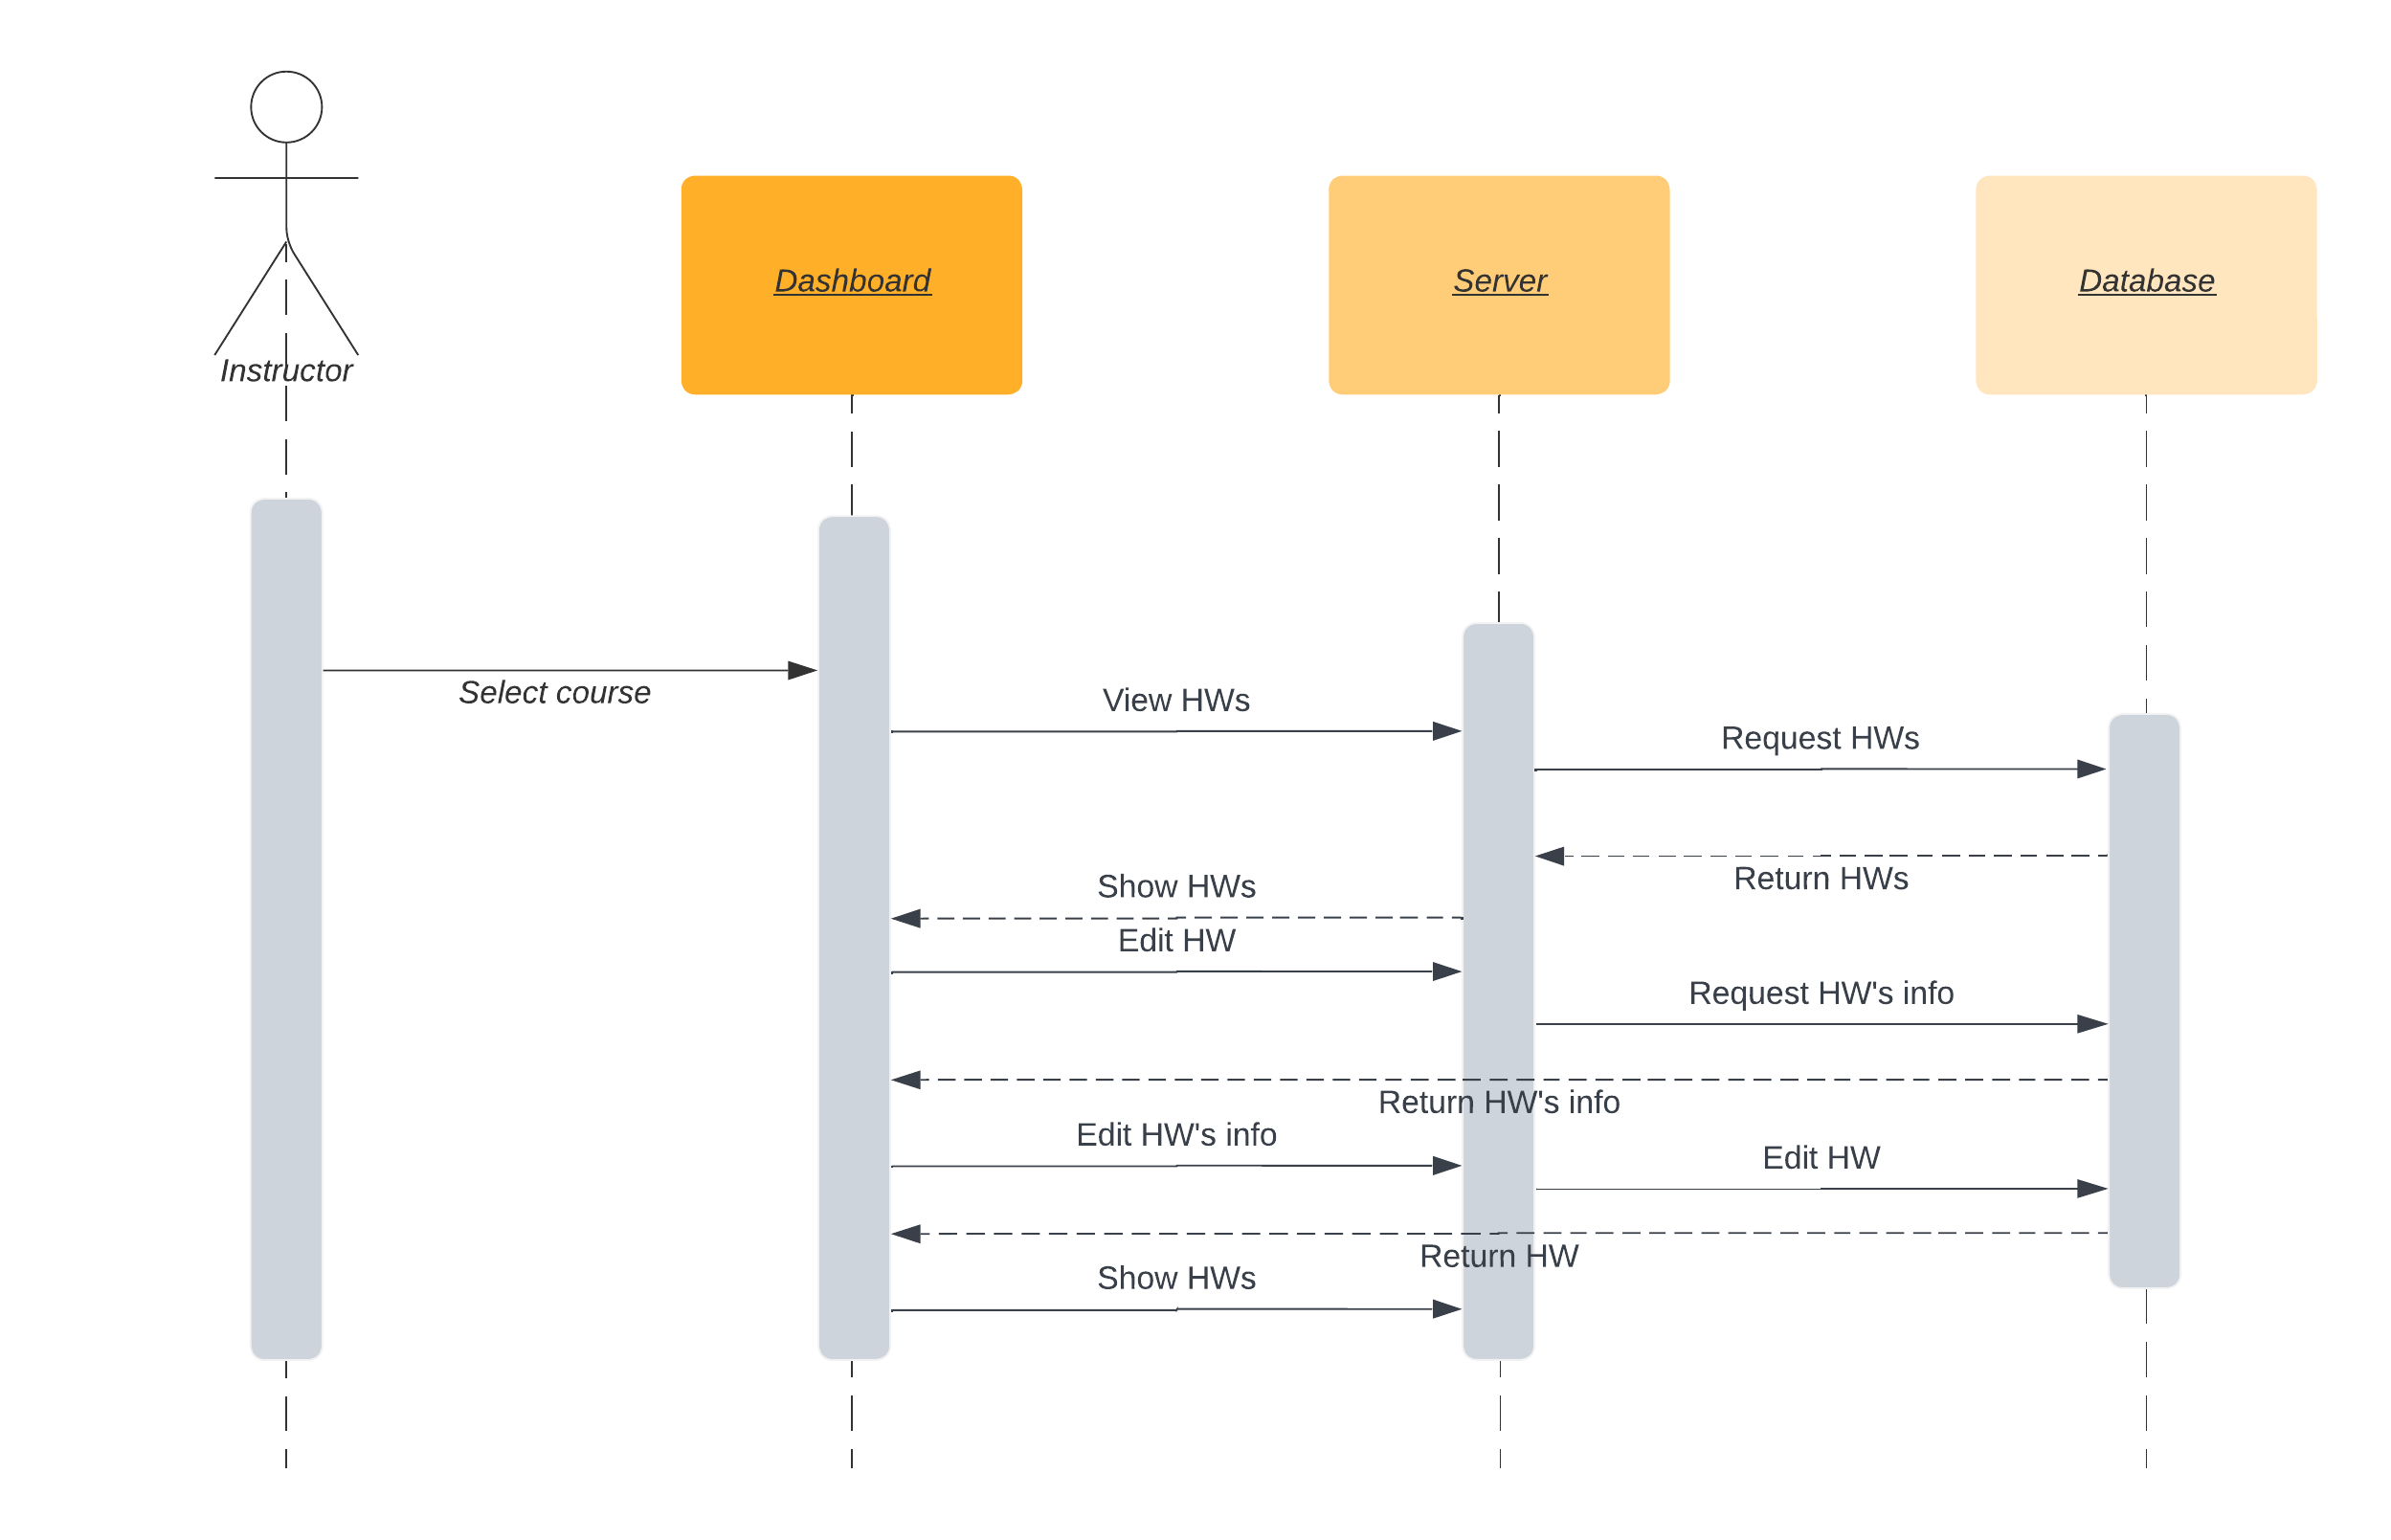 Dashboard
Server
Database
Instructor
Select course
View HWs
Request HWs
Return HWs
Show HWs
Edit HW
Request HW's info
Return HW's info
Edit HW's info
Edit HW
Return HW
Show HWs